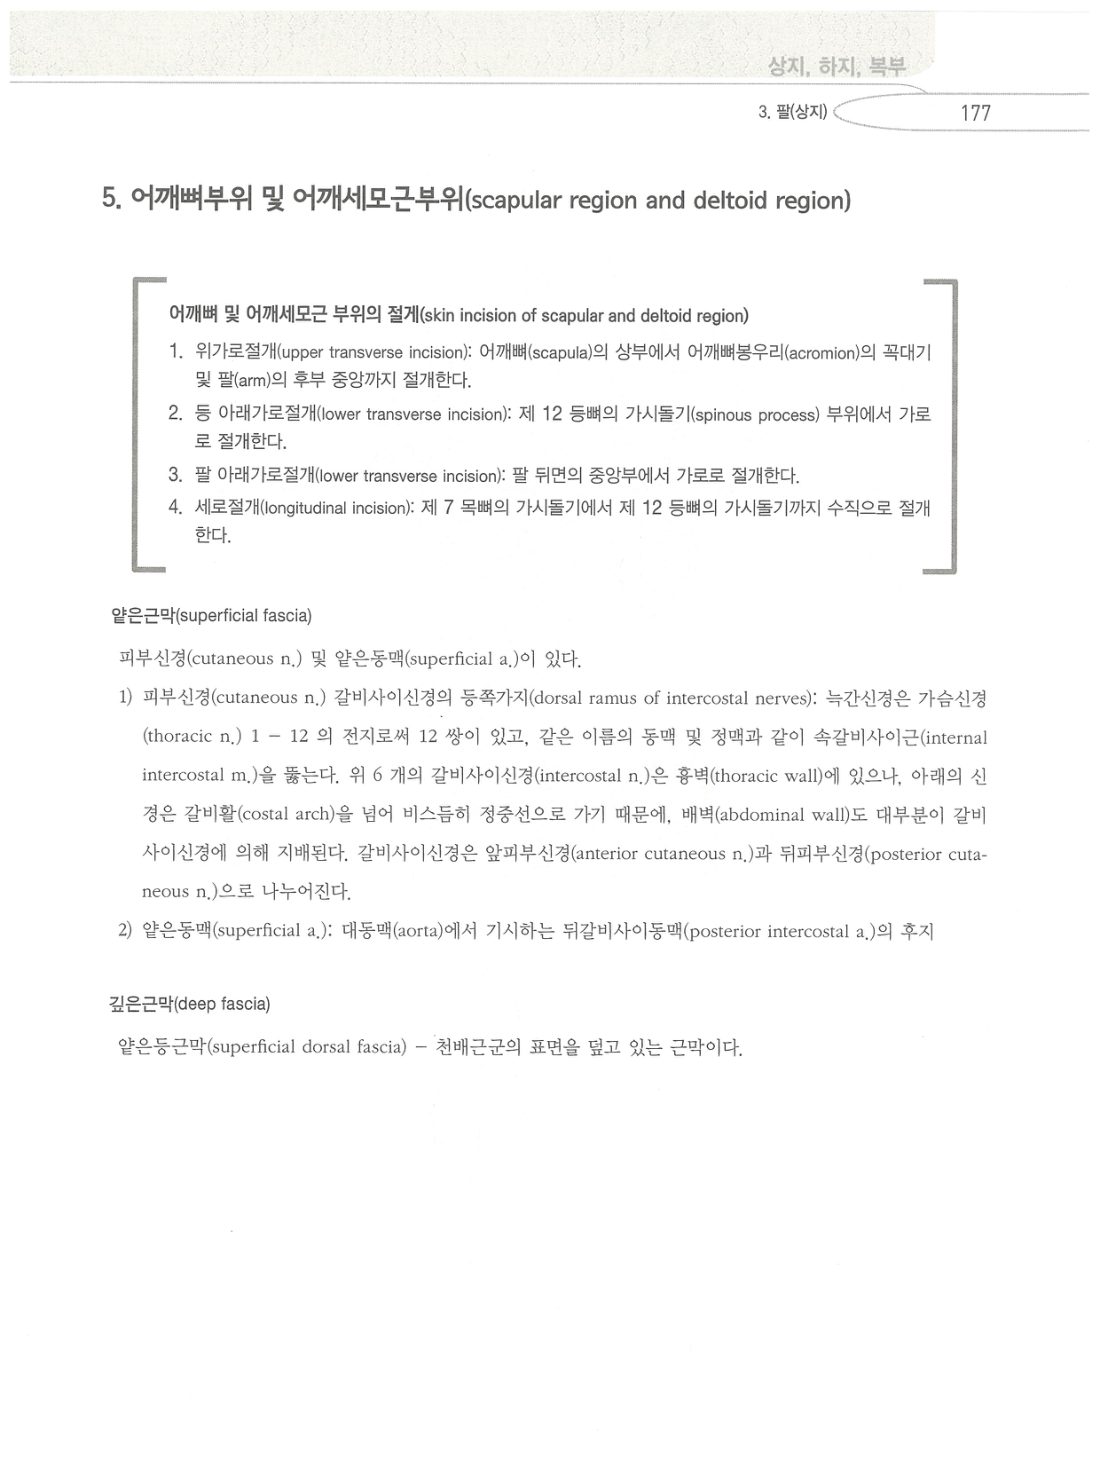 상지, 하지, 복부
3. 팔(상지)
177
5. 어깨뼈부위 및 어깨세모근부위(scapular region and deltoid region)
어깨뼈 및 어깨세모근 부위의 절게(skin incision of scapular and deltoid region)
1. 위가로절개(upper transverse incision): 어깨뼈(scapula)의 상부에서 어깨뼈봉우리(acromion)의 꼭대기
및 팔(arm)의 후부 중앙까지 절개한다.
2. 등 아래가로절개(lower transverse incision): 제 12 등뼈의 가시돌기(spinous process) 부위에서 가로
로 절개한다.
3. 팔 아래가로절개(lower transverse incision): 팔 뒤면의 중앙부에서 가로로 절개한다.
4. 세로절개(longitudinal incision): 제 7 목뼈의 가시돌기에서 제 12 등뼈의 가시돌기까지 수직으로 절개
한다.
얕은근막(superficial fascia)
피부신경(cutaneous n.) 및 얕은동맥(superficial a.)이 있다.
1) 피부신경(cutaneous n.) 갈비사이신경의 등쪽가지(dorsal ramus of intercostal nerves): 늑간신경은 가슴신경
(thoracic n.) 1 – 12 의 전지로써 12 쌍이 있고, 같은 이름의 동맥 및 정맥과 같이 속갈비사이근(internal
intercostal m.)을 뚫는다. 위 6 개의 갈비사이신경(intercostal n.)은 흉벽(thoracic wall)에 있으나, 아래의 신
경은 갈비활(costal arch)을 넘어 비스듬히 정중선으로 가기 때문에, 배벽(abdominal wall)도 대부분이 갈비
사이신경에 의해 지배된다. 갈비사이신경은 앞피부신경(anterior cutaneous n.)과 뒤피부신경(posterior cuta-
neous n.)으로 나누어진다.
2) 얕은동맥(superficial a.): 대동맥(aorta)에서 기시하는 뒤갈비사이동맥(posterior intercostal a.)의 후지
깊은근막(deep fascia)
얕은등근막(superficial dorsal fascia) – 천배근군의 표면을 덮고 있는 근막이다.